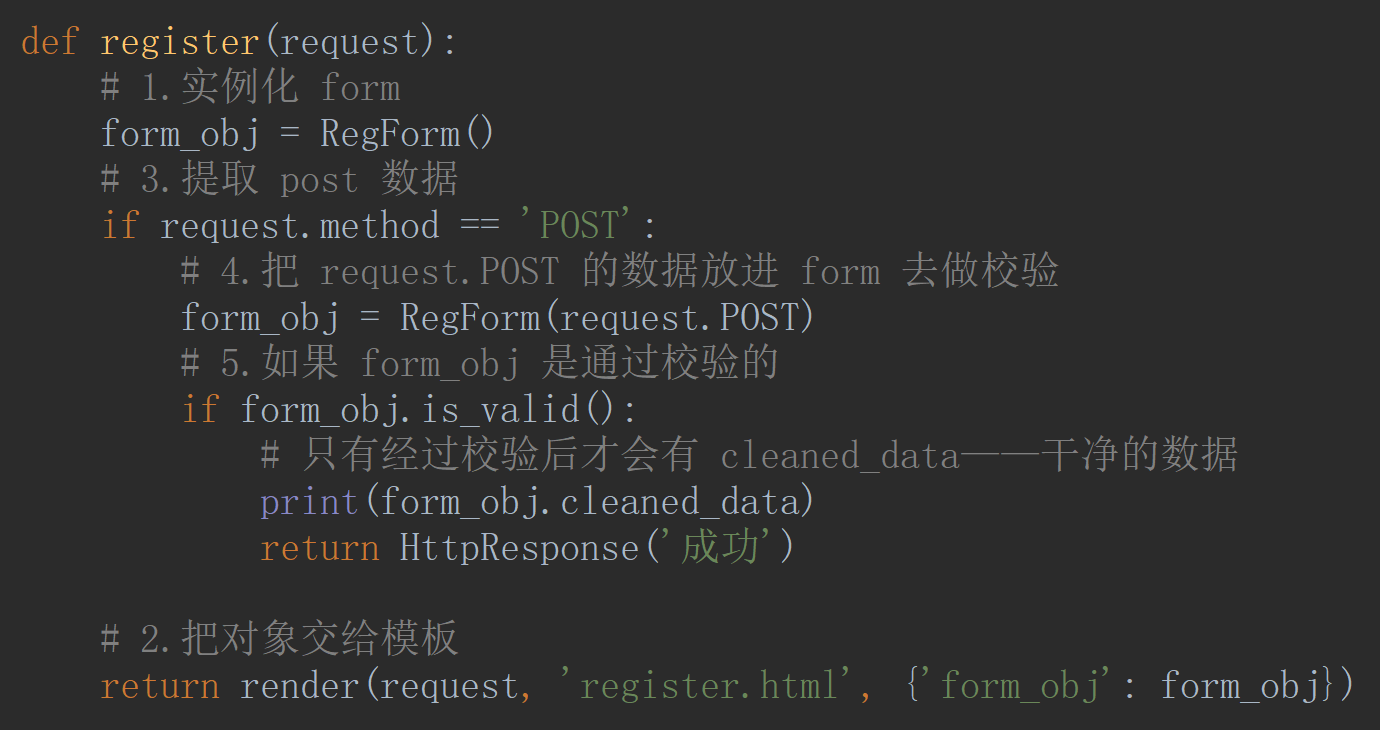 def register(request):
    # 1.实例化 form
    form_obj = RegForm()
    # 3.提取 post 数据
    if request.method == 'POST':
        # 4.把 request.POST 的数据放进 form 去做校验
        form_obj = RegForm(request.POST)
        # 5.如果 form_obj 是通过校验的
        if form_obj.is_valid():
            # 只有经过校验后才会有 cleaned_data——干净的数据
            print(form_obj.cleaned_data)
            return HttpResponse('成功')
    # 2.把对象交给模板
    return render(request, 'register.html', {'form_obj': form_obj})